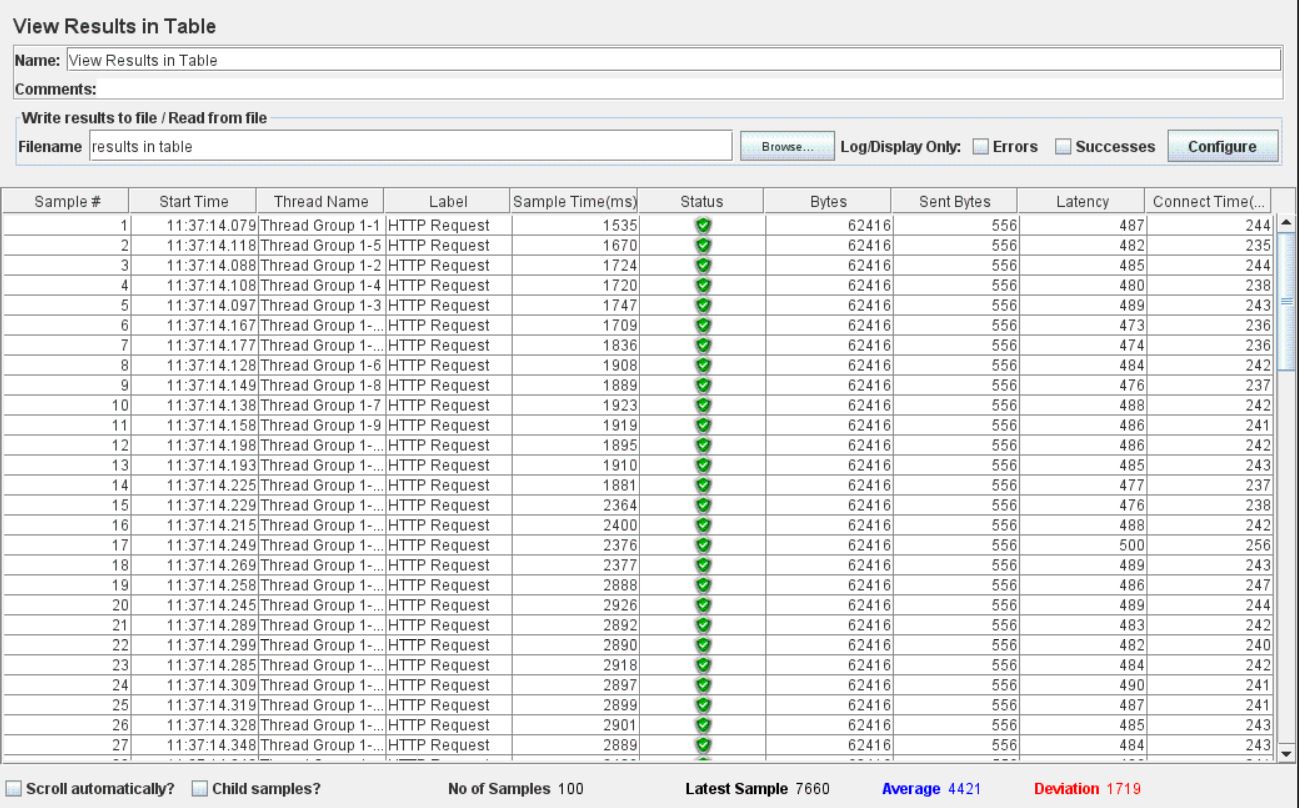 View Results in Table
Name: View Results in Table
Comments:
Write results to file / Read from file
Filename results in table Browse... Log/Display Only: Errors Successes Configure
Sample # Start Time Thread Name Label Sample Time(ms) Status Bytes Sent Bytes Latency Connect Time(...
1 11:37:14.079 Thread Group 1-1 HTTP Request 1535 62416 556 487 244
2 11:37:14.118 Thread Group 1-5 HTTP Request 1670 62416 556 482 235
3 11:37:14.088 Thread Group 1-2 HTTP Request 1724 62416 556 485 244
4 11:37:14.108 Thread Group 1-4 HTTP Request 1720 62416 556 480 238
5 11:37:14.097 Thread Group 1-3 HTTP Request 1747 62416 556 489 243
6 11:37:14.167 Thread Group 1-... HTTP Request 1709 62416 556 473 236
7 11:37:14.177 Thread Group 1-... HTTP Request 1836 62416 556 474 236
8 11:37:14.128 Thread Group 1-6 HTTP Request 1908 62416 556 484 242
9 11:37:14.149 Thread Group 1-8 HTTP Request 1889 62416 556 476 237
10 11:37:14.138 Thread Group 1-7 HTTP Request 1923 62416 556 488 242
11 11:37:14.158 Thread Group 1-9 HTTP Request 1919 62416 556 486 241
12 11:37:14.198 Thread Group 1-... HTTP Request 1895 62416 556 486 242
13 11:37:14.193 Thread Group 1-... HTTP Request 1910 62416 556 485 243
14 11:37:14.225 Thread Group 1-... HTTP Request 1881 62416 556 477 237
15 11:37:14.229 Thread Group 1-... HTTP Request 2364 62416 556 476 238
16 11:37:14.215 Thread Group 1-... HTTP Request 2400 62416 556 488 242
17 11:37:14.249 Thread Group 1-... HTTP Request 2376 62416 556 500 256
18 11:37:14.269 Thread Group 1-... HTTP Request 2377 62416 556 489 243
19 11:37:14.258 Thread Group 1-... HTTP Request 2888 62416 556 486 247
20 11:37:14.245 Thread Group 1-... HTTP Request 2926 62416 556 489 244
21 11:37:14.289 Thread Group 1-... HTTP Request 2892 62416 556 483 242
22 11:37:14.299 Thread Group 1-... HTTP Request 2890 62416 556 482 240
23 11:37:14.285 Thread Group 1-... HTTP Request 2918 62416 556 484 242
24 11:37:14.309 Thread Group 1-... HTTP Request 2897 62416 556 490 241
25 11:37:14.319 Thread Group 1-... HTTP Request 2899 62416 556 487 241
26 11:37:14.328 Thread Group 1-... HTTP Request 2901 62416 556 485 243
27 11:37:14.348 Thread Group 1-... HTTP Request 2889 62416 556 484 243
Scroll automatically? Child samples? No of Samples 100 Latest Sample 7660 Average 4421 Deviation 1719